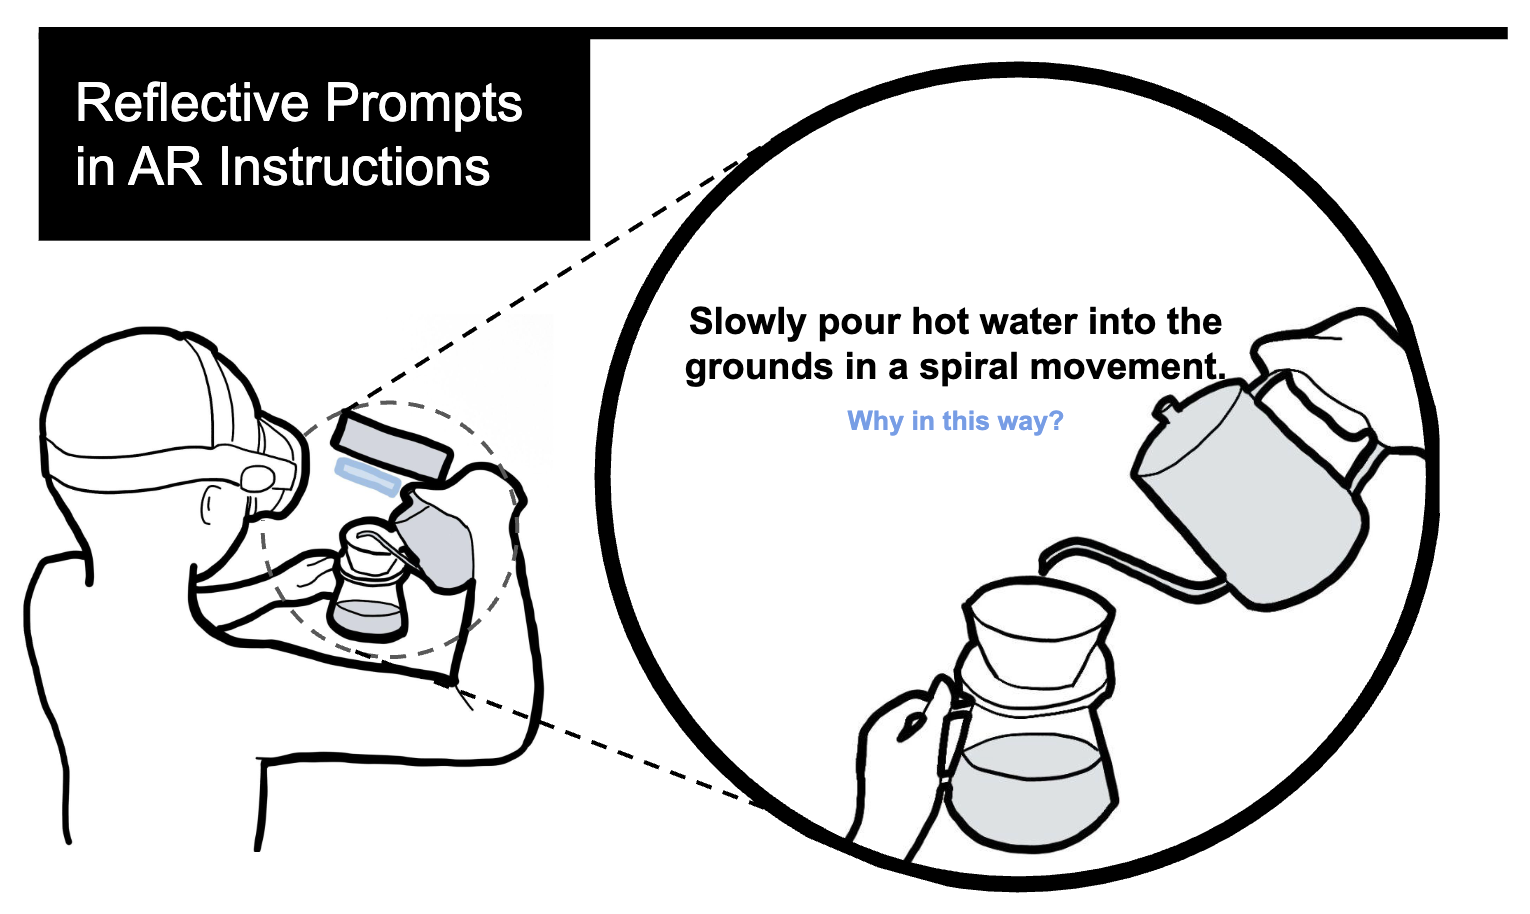 Reflective Prompts
in AR Instructions
Slowly pour hot water into the
grounds in a spiral movement.
Why in this way?